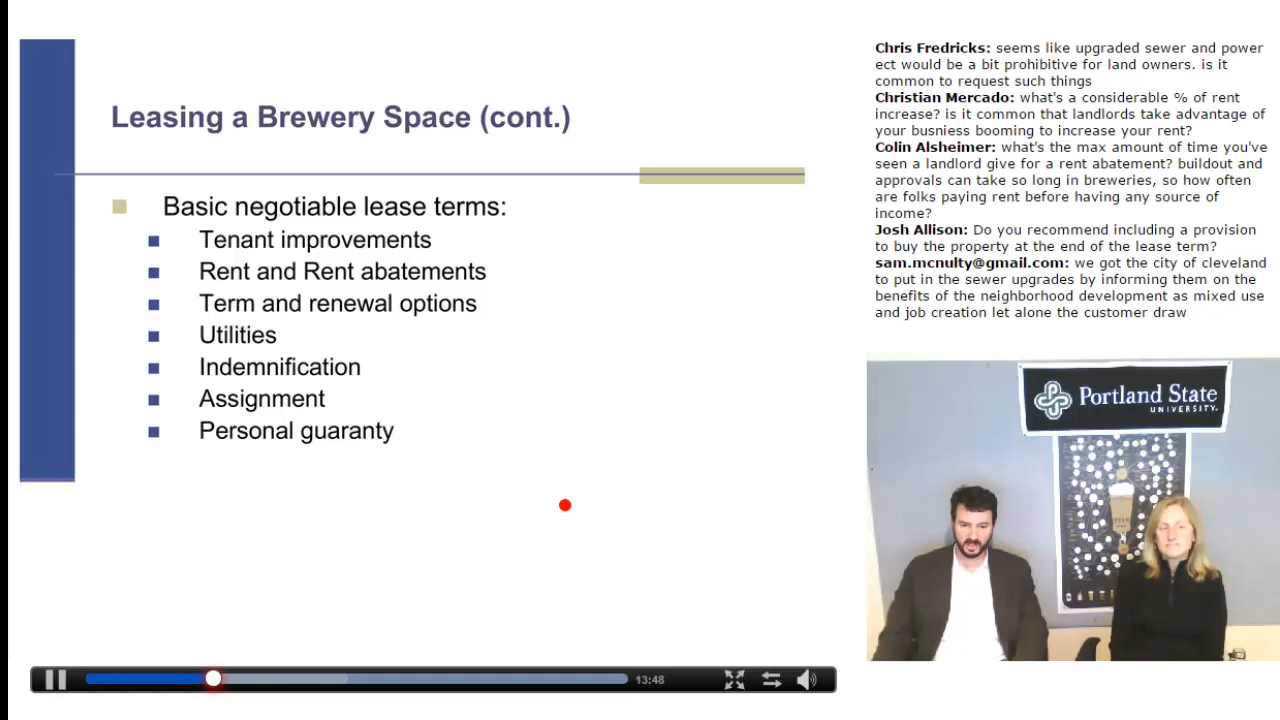 Leasing a Brewery Space (cont.)
Basic negotiable lease terms:
Tenant improvements
Rent and Rent abatements
Term and renewal options
Utilities
Indemnification
Assignment
Personal guaranty
13:48
Chris Fredricks: seems like upgraded sewer and power
ect would be a bit prohibitive for land owners. is it
common to request such things
Christian Mercado: what's a considerable % of rent
increase? is it common that landlords take advantage of
your busniess booming to increase your rent?
Colin Alsheimer: what's the max amount of time you've
seen a landlord give for a rent abatement? buildout and
approvals can take so long in breweries, so how often
are folks paying rent before having any source of
income?
Josh Allison: Do you recommend including a provision
to buy the property at the end of the lease term?
sam.mcnulty@gmail.com: we got the city of cleveland
to put in the sewer upgrades by informing them on the
benefits of the neighborhood development as mixed use
and job creation let alone the customer draw
Portland State
UNIVERSITY